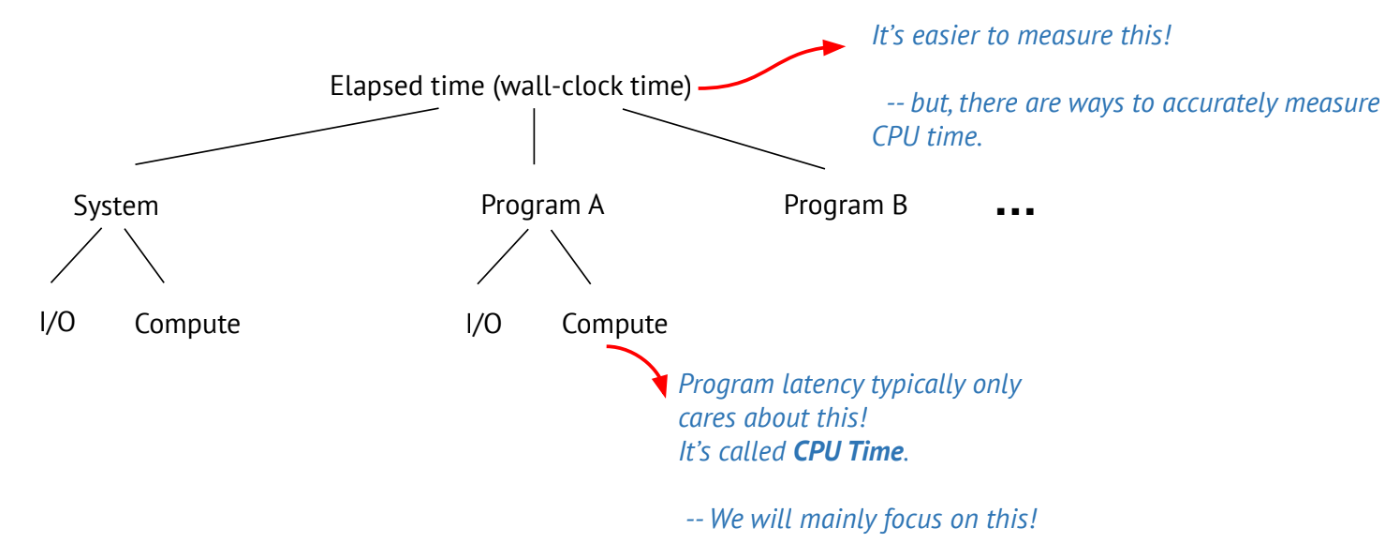 It's easier to measure this!
Elapsed time (wall-clock time)
-- but, there are ways to accurately measure
CPU time.
System
Program A
Program B
...
I/O
Compute
I/O
Compute
Program latency typically only
cares about this!
It's called CPU Time.
-- We will mainly focus on this!